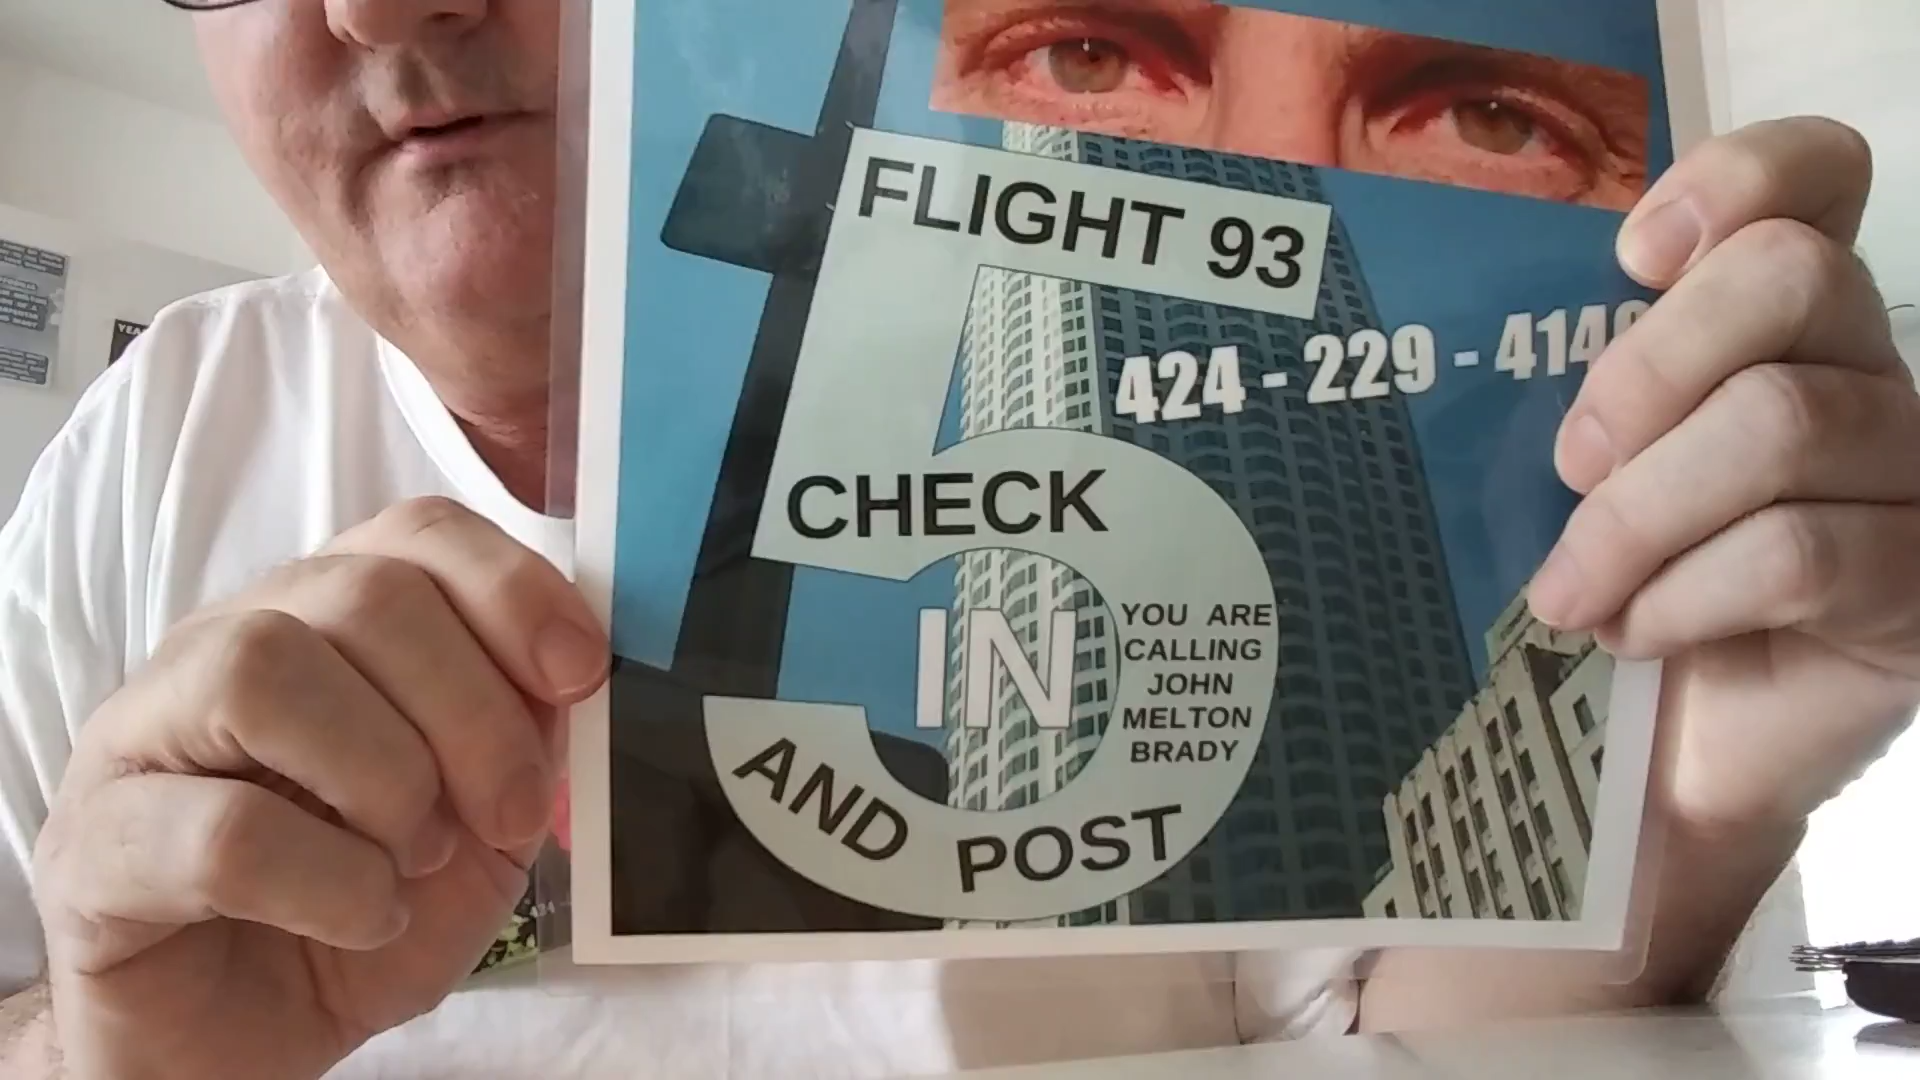 FLIGHT 93
424 - 229 - 414
CHECK
IN
YOU ARE
CALLING
JOHN
MELTON
BRADY
AND POST